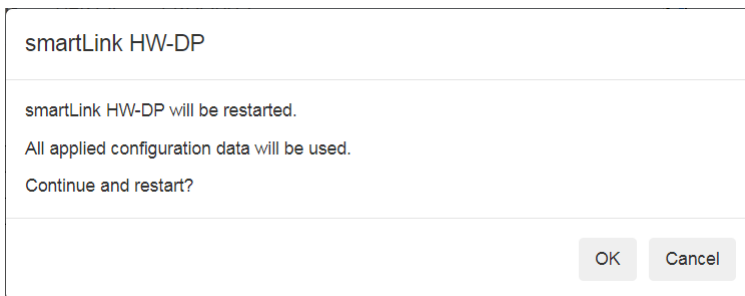 smartLink HW-DP
smartLink HW-DP will be restarted.
All applied configuration data will be used.
Continue and restart?
OK Cancel